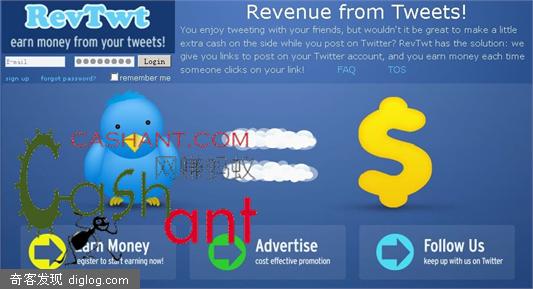 RevTwt
earn money from your tweets!
E-mail
Login
sign up forgot password? remember me
Revenue from Tweets!
You enjoy tweeting with your friends, but wouldn't it be great to make a little
extra cash on the side while you post on Twitter? RevTwt has the solution: we
give you links to post on your Twitter account, and you earn money each time
someone clicks on your link! FAQ TOS
CASHANT.COM
网赚蚂蚁
Cash
ant
Earn Money
register to start earning now!
Advertise
cost effective promotion
Follow Us
keep up with us on Twitter
奇客发现 diglog.com